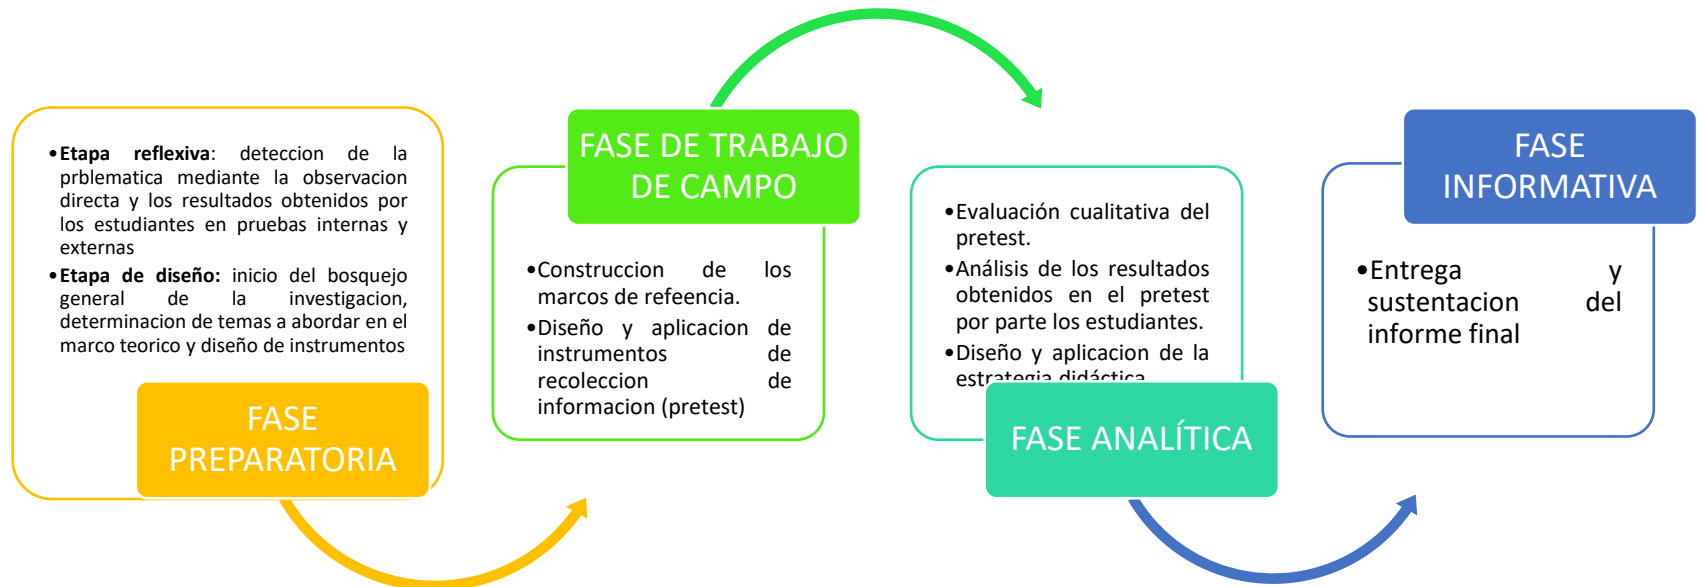 •Etapa reflexiva: deteccion de la
prblematica mediante la observacion
directa y los resultados obtenidos por
los estudiantes en pruebas internas y
externas
•Etapa de diseño: inicio del bosquejo
general de la investigacion,
determinacion de temas a abordar en el
marco teorico y diseño de instrumentos
FASE
PREPARATORIA
FASE DE TRABAJO
DE CAMPO
•Construccion de los
marcos de refeencia.
•Diseño y aplicacion de
instrumentos de
recoleccion de
informacion (pretest)
•Evaluación cualitativa del
pretest.
•Análisis de los resultados
obtenidos en el pretest
por parte los estudiantes.
•Diseño y aplicacion de la
estrategia didáctica
FASE ANALÍTICA
FASE
INFORMATIVA
•Entrega y
sustentacion del
informe final